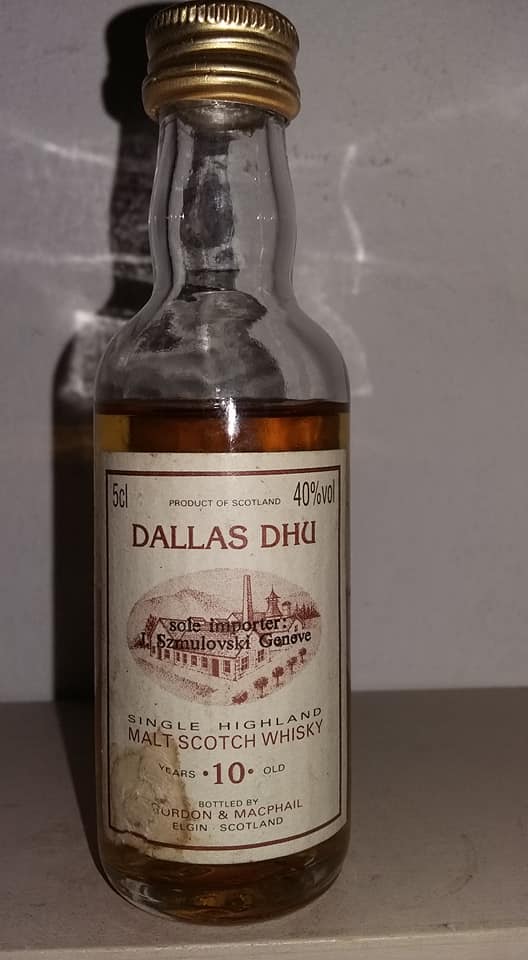 5cl
PRODUCT OF SCOTLAND
40%vol
DALLAS DHU
sole importer:
J. Szmulovski Genève
SINGLE HIGHLAND
MALT SCOTCH WHISKY
YEARS •10• OLD
BOTTLED BY
GORDON & MACPHAIL
ELGIN SCOTLAND